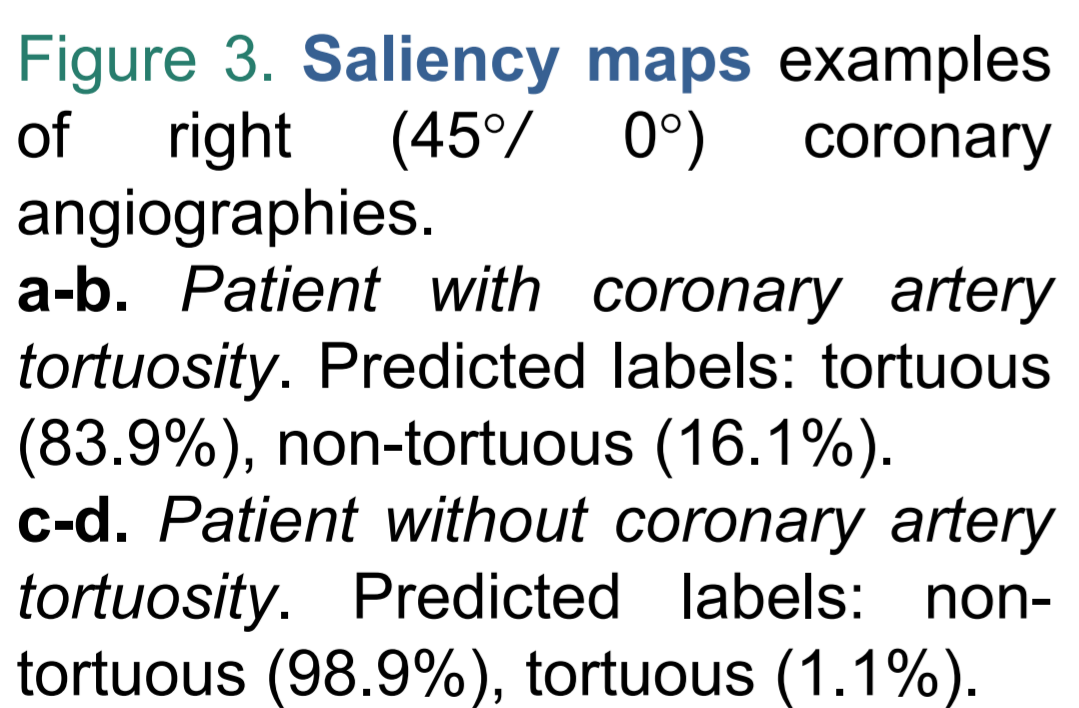 Figure 3. Saliency maps examples
of right (45°/ 0°) coronary
angiographies.
a-b. Patient with coronary artery
tortuosity. Predicted labels: tortuous
(83.9%), non-tortuous (16.1%).
c-d. Patient without coronary artery
tortuosity. Predicted labels: non-
tortuous (98.9%), tortuous (1.1%).